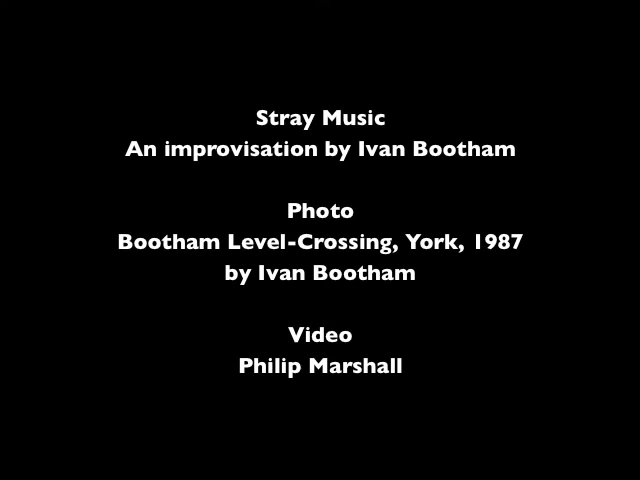 Stray Music
An improvisation by Ivan Bootham
Photo
Bootham Level-Crossing, York, 1987
by Ivan Bootham
Video
Philip Marshall